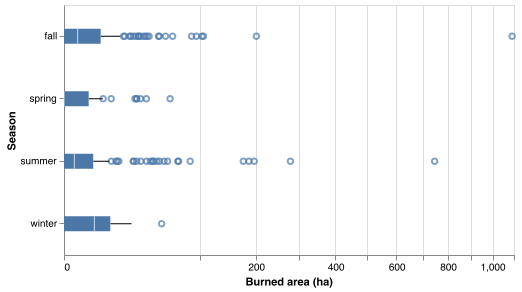 Season
fall
spring
summer
winter
0
200
400
600
800
1,000
Burned area (ha)